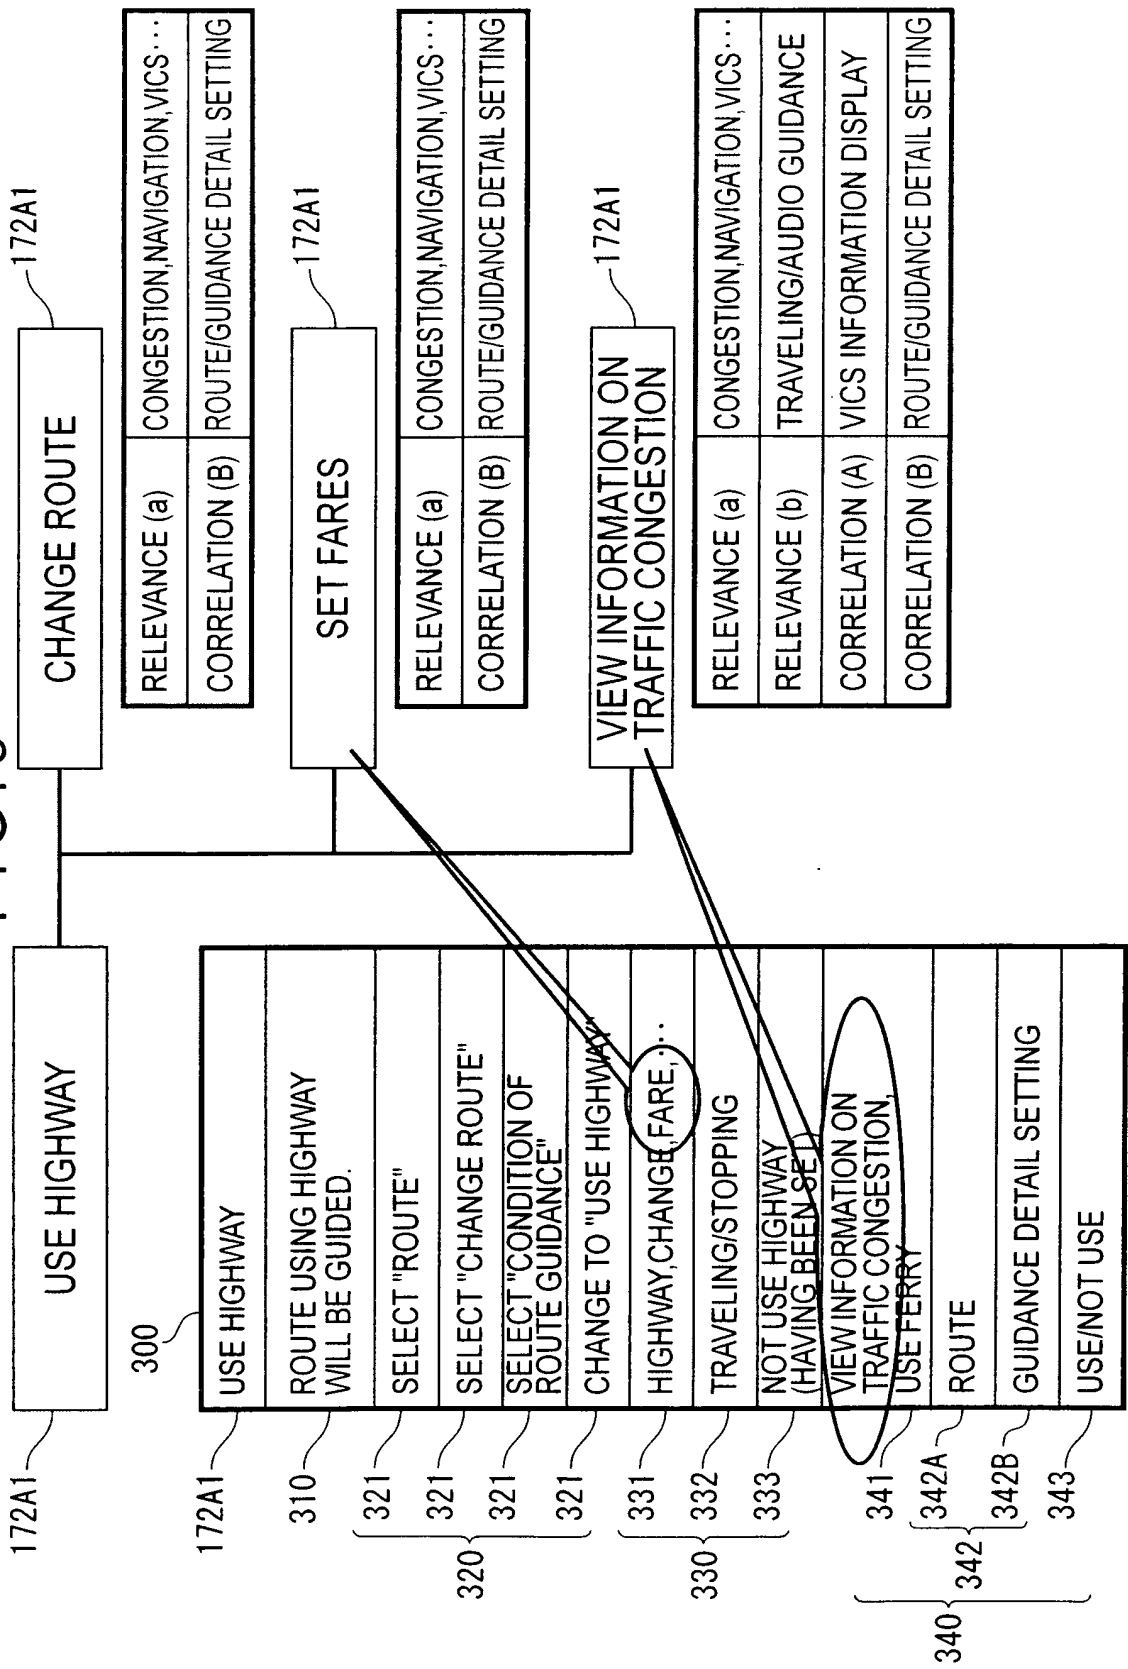 172A1
USE HIGHWAY
CHANGE ROUTE
172A1
RELEVANCE (a)
CONGESTION,NAVIGATION,VICS···
CORRELATION (B)
ROUTE/GUIDANCE DETAIL SETTING
SET FARES
172A1
RELEVANCE (a)
CONGESTION,NAVIGATION,VICS···
CORRELATION (B)
ROUTE/GUIDANCE DETAIL SETTING
VIEW INFORMATION ON
TRAFFIC CONGESTION
172A1
RELEVANCE (a)
CONGESTION,NAVIGATION,VICS···
RELEVANCE (b)
TRAVELING/AUDIO GUIDANCE
CORRELATION (A)
VICS INFORMATION DISPLAY
CORRELATION (B)
ROUTE/GUIDANCE DETAIL SETTING
300
172A1
USE HIGHWAY
310
ROUTE USING HIGHWAY
WILL BE GUIDED.
320
321
SELECT "ROUTE"
321
SELECT "CHANGE ROUTE"
321
SELECT "CONDITION OF
ROUTE GUIDANCE"
321
CHANGE TO "USE HIGHWAY"
330
331
HIGHWAY,CHANGE,FARE,···
332
TRAVELING/STOPPING
333
NOT USE HIGHWAY
(HAVING BEEN SET)
340
341
VIEW INFORMATION ON
TRAFFIC CONGESTION,
USE FERRY
342
342A
ROUTE
342B
GUIDANCE DETAIL SETTING
343
USE/NOT USE